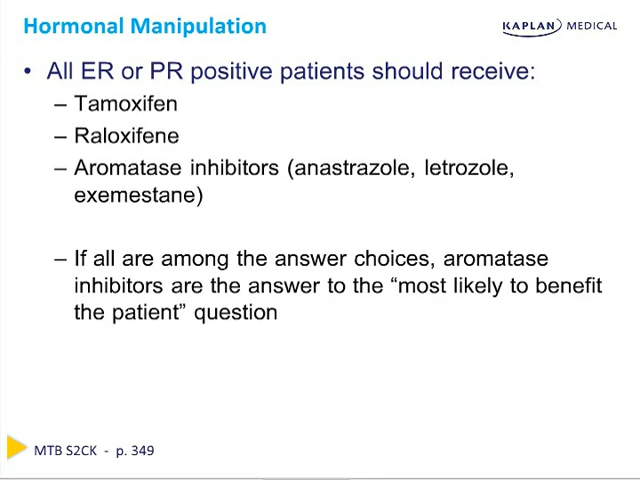 Hormonal Manipulation
KAPLAN MEDICAL
• All ER or PR positive patients should receive:
– Tamoxifen
– Raloxifene
– Aromatase inhibitors (anastrazole, letrozole,
exemestane)
– If all are among the answer choices, aromatase
inhibitors are the answer to the “most likely to benefit
the patient” question
MTB S2CK - p. 349